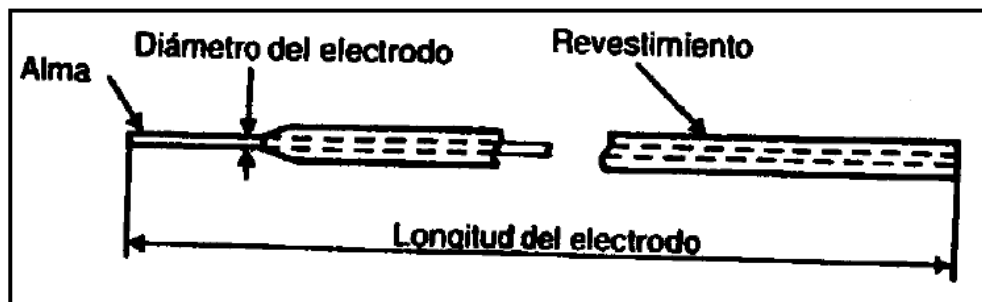 Diámetro del electrodo
Revestimiento
Alma
Longitud del electrodo